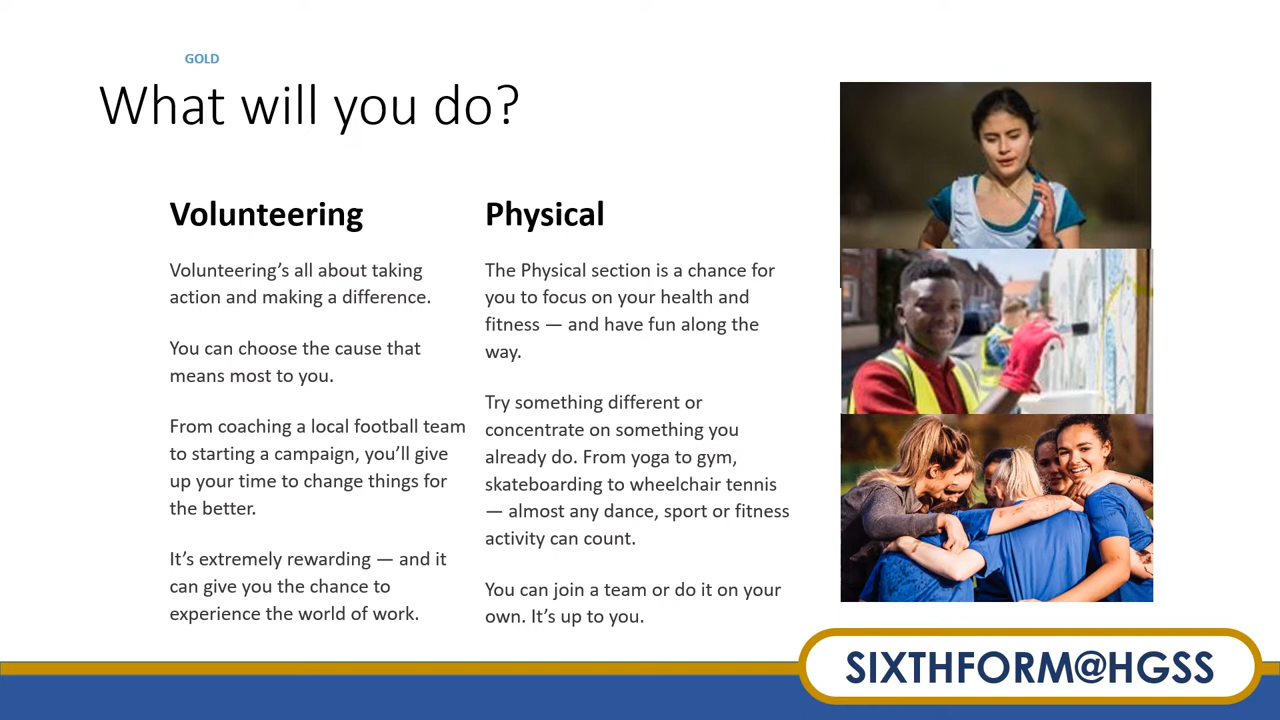 GOLD
What will you do?
Volunteering
Volunteering’s all about taking
action and making a difference.
You can choose the cause that
means most to you.
From coaching a local football team
to starting a campaign, you’ll give
up your time to change things for
the better.
It’s extremely rewarding — and it
can give you the chance to
experience the world of work.
Physical
The Physical section is a chance for
you to focus on your health and
fitness — and have fun along the
way.
Try something different or
concentrate on something you
already do. From yoga to gym,
skateboarding to wheelchair tennis
— almost any dance, sport or fitness
activity can count.
You can join a team or do it on your
own. It’s up to you.
SIXTHFORM@HGSS